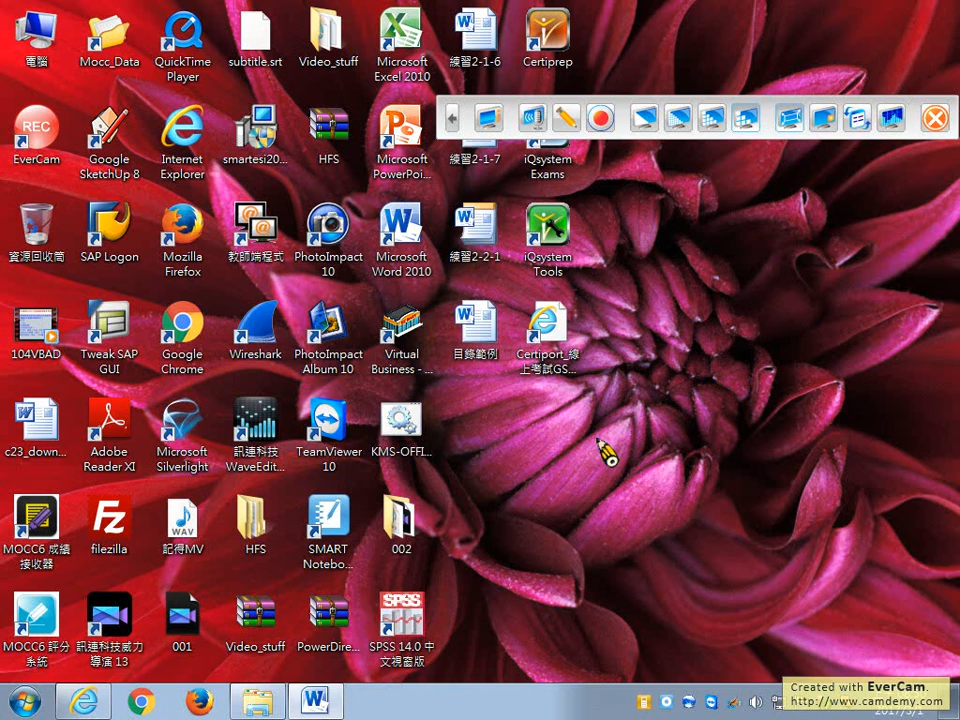 電腦
Mocc_Data
QuickTime
Player
subtitle.srt
Video_stuff
Microsoft
Excel 2010
練習2-1-6
Certiprep
REC
EverCam
Google
SketchUp 8
Internet
Explorer
smartesi20...
HFS
Microsoft
PowerPoi...
練習2-1-7
iQsystem
Exams
資源回收筒
SAP Logon
Mozilla
Firefox
教師端程式
PhotoImpact
10
Microsoft
Word 2010
練習2-2-1
iQsystem
Tools
104VBAD
Tweak SAP
GUI
Google
Chrome
Wireshark
PhotoImpact
Album 10
Virtual
Business - ...
目錄範例
Certiport_線
上考試GS...
c23_down...
Adobe
Reader XI
Microsoft
Silverlight
訊連科技
WaveEdit...
TeamViewer
10
KMS-OFFI...
MOCC6 成績
接收器
Fz
filezilla
WAV
記得MV
HFS
SMART
Notebo...
002
MOCC6 評分
系統
訊連科技威力
導演 13
001
Video_stuff
PowerDire...
SPSS
SPSS 14.0 中
文視窗版
Created with EverCam.
http://www.camdemy.com